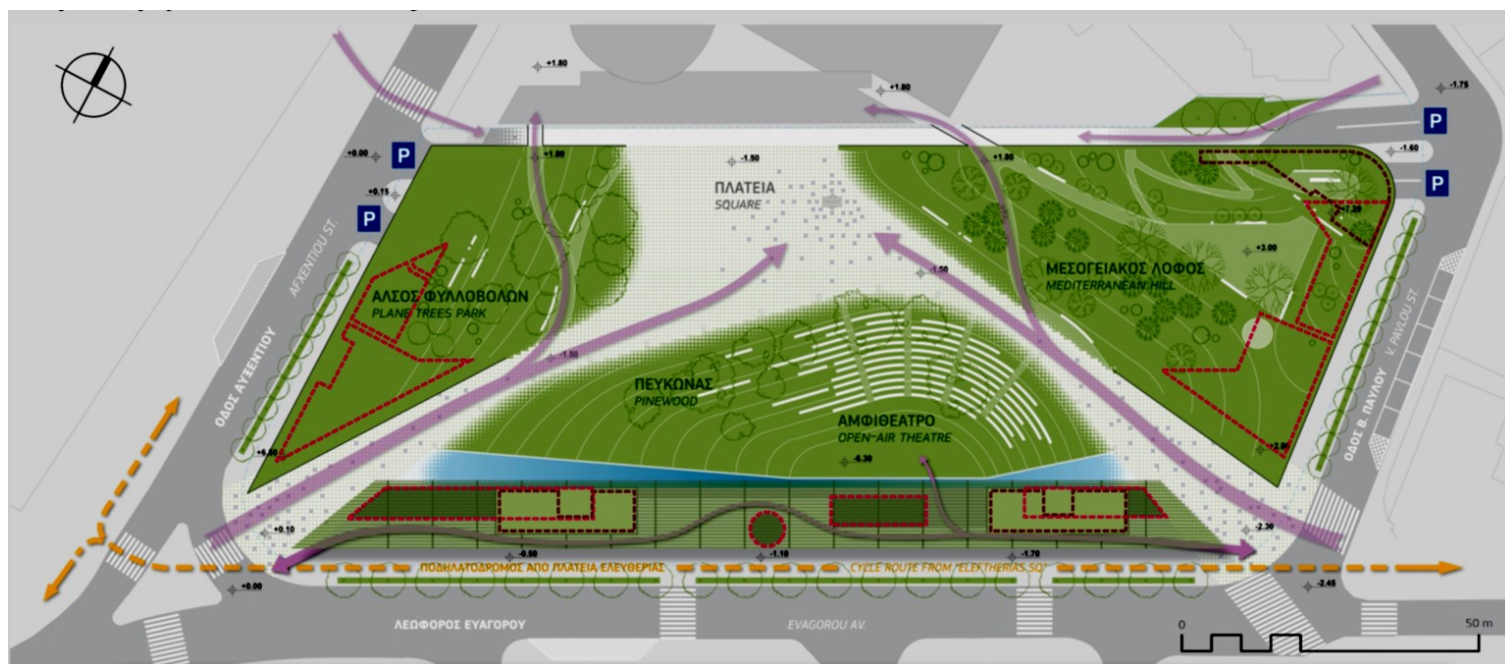 +1.80
+1.80
-1.75
P
P
+0.00
+1.80
-1.50
+1.80
-1.60
+0.15
P
P
ΠΛΑΤΕΙΑ
SQUARE
+7.20
ΟΔΟΣ ΑΥΞΕΝΤΙΟΥ
AFXENTIOU ST.
+3.00
ΜΕΣΟΓΕΙΑΚΟΣ ΛΟΦΟΣ
MEDITERRANEAN HILL
-1.50
ΑΛΣΟΣ ΦΥΛΛΟΒΟΛΩΝ
PLANE TREES PARK
-1.50
ΠΕΥΚΩΝΑΣ
PINEWOOD
ΑΜΦΙΘΕΑΤΡΟ
OPEN-AIR THEATRE
ΟΔΟΣ Β. ΠΑΥΛΟΥ
V. PAVLOU ST.
-6.30
+0.10
-2.30
-0.50
-1.10
-1.70
ΠΟΔΗΛΑΤΟΔΡΟΜΟΣ ΑΠΟ ΠΛΑΤΕΙΑ ΕΛΕΥΘΕΡΙΑΣ
CYCLE ROUTE FROM "ELEFTHERIAS SQ"
+0.00
-2.45
ΛΕΩΦΟΡΟΣ ΕΥΑΓΟΡΟΥ
EVAGOROU AV.
0
50 m